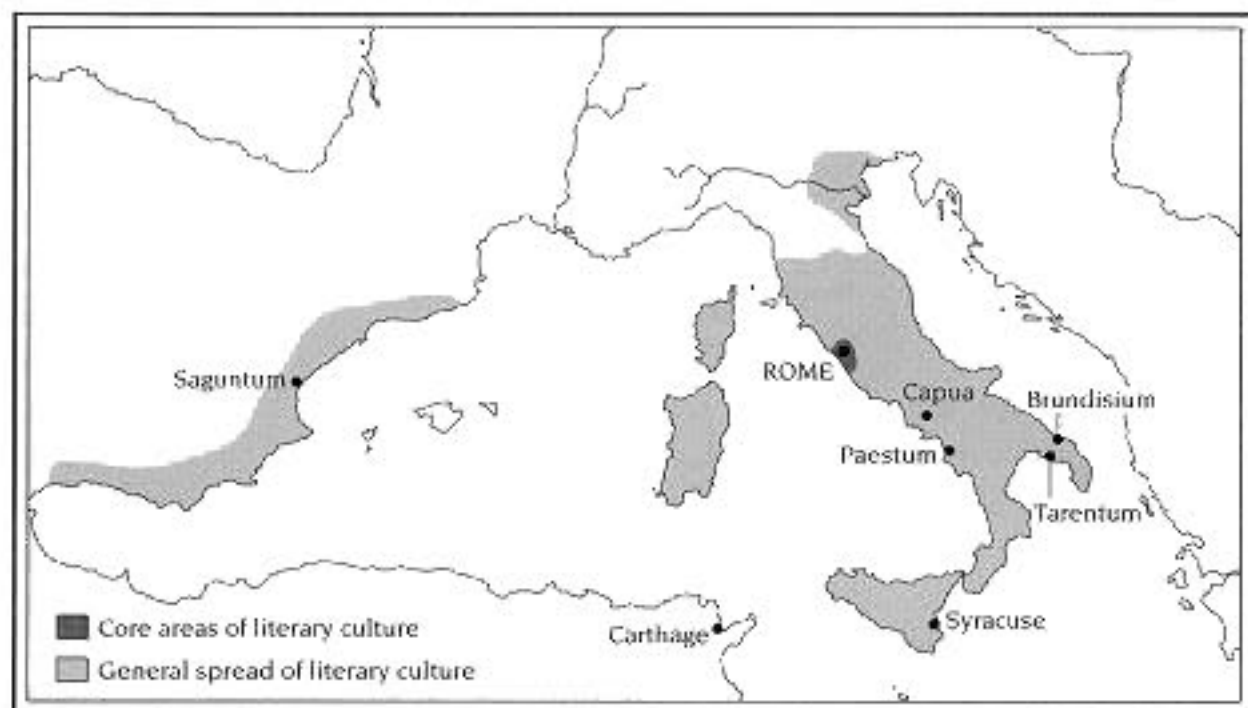 Saguntum
ROME
Capua
Brundisium
Paestum
Tarentum
Carthage
Syracuse
Core areas of literary culture
General spread of literary culture